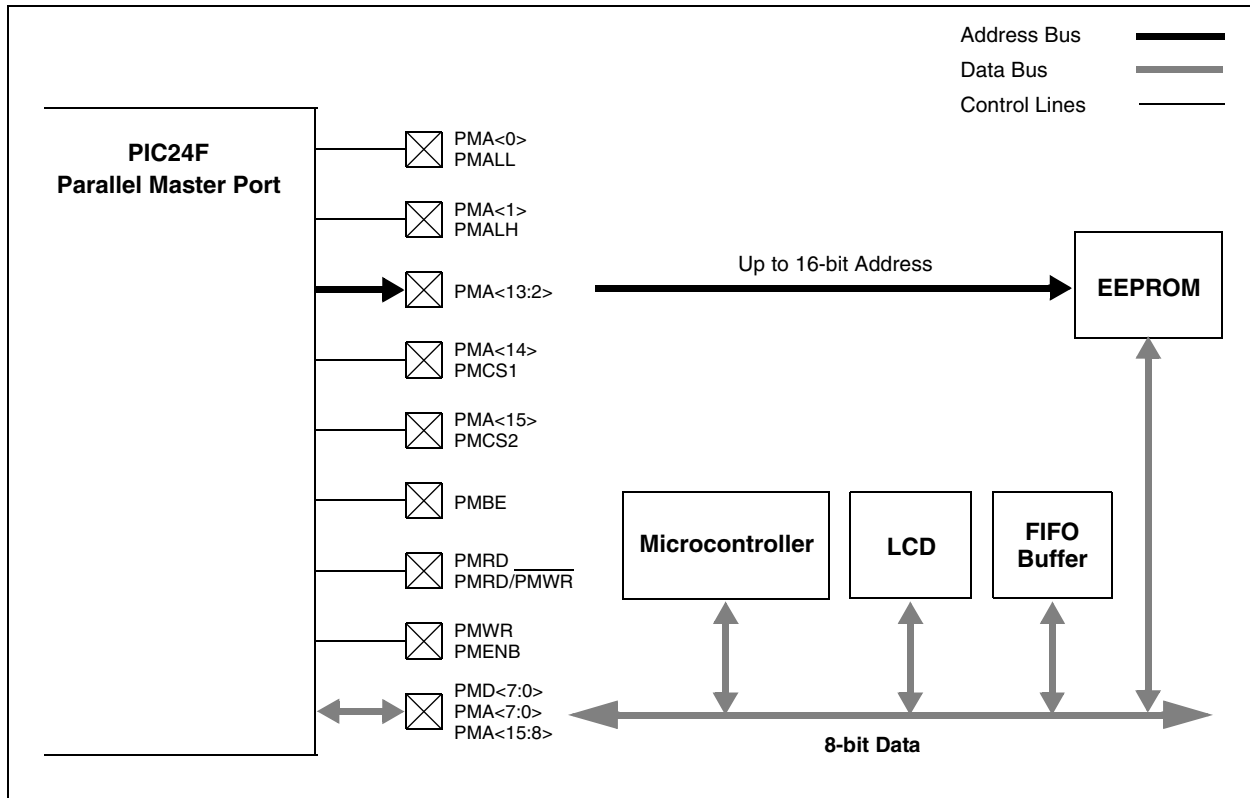 Address Bus
Data Bus
Control Lines
PIC24F
Parallel Master Port
PMA<0>
PMALL
PMA<1>
PMALH
PMA<13:2>
Up to 16-bit Address
EEPROM
PMA<14>
PMCS1
PMA<15>
PMCS2
PMBE
Microcontroller
LCD
FIFO
Buffer
PMRD
PMRD/PMWR
PMWR
PMENB
PMD<7:0>
PMA<7:0>
PMA<15:8>
8-bit Data